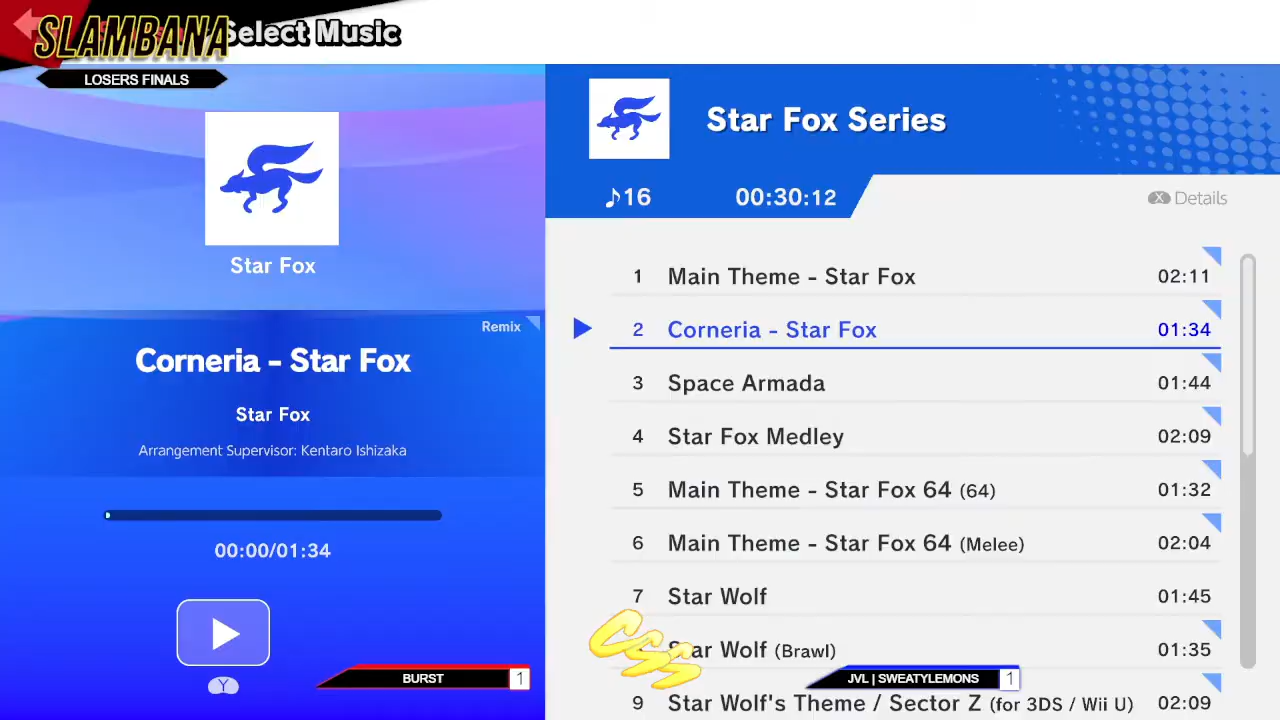 SLAMBANA
Select Music
LOSERS FINALS
Star Fox
Remix
Corneria - Star Fox
Star Fox
Arrangement Supervisor: Kentaro Ishizaka
00:00/01:34
Y
Star Fox Series
♪16 00:30:12
X Details
1 Main Theme - Star Fox 02:11
2 Corneria - Star Fox 01:34
3 Space Armada 01:44
4 Star Fox Medley 02:09
5 Main Theme - Star Fox 64 (64) 01:32
6 Main Theme - Star Fox 64 (Melee) 02:04
7 Star Wolf 01:45
Star Wolf (Brawl) 01:35
9 Star Wolf's Theme / Sector Z (for 3DS / Wii U) 02:09
CSS
BURST 1
JVL | SWEATYLEMONS 1